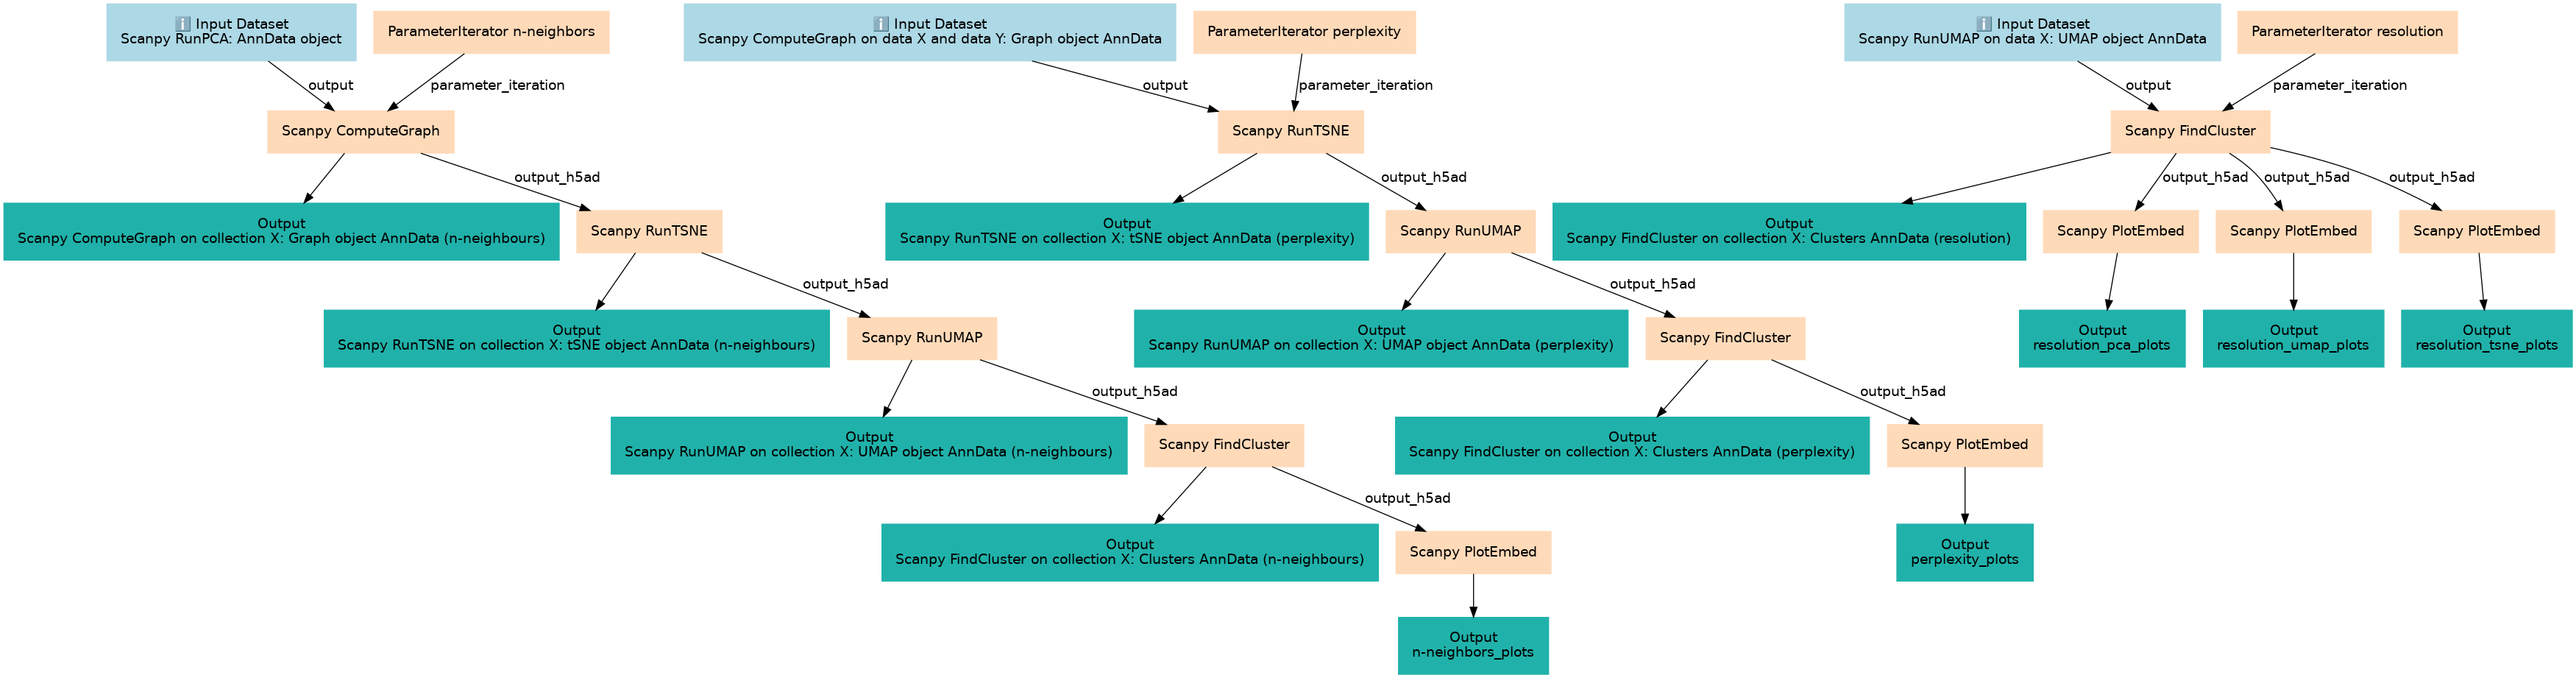 ℹ️ Input Dataset
Scanpy RunPCA: AnnData object
ParameterIterator n-neighbors
ℹ️ Input Dataset
Scanpy ComputeGraph on data X and data Y: Graph object AnnData
ParameterIterator perplexity
ℹ️ Input Dataset
Scanpy RunUMAP on data X: UMAP object AnnData
ParameterIterator resolution
output
parameter_iteration
output
parameter_iteration
output
parameter_iteration
Scanpy ComputeGraph
Scanpy RunTSNE
Scanpy FindCluster
output_h5ad
output_h5ad
output_h5ad
output_h5ad
output_h5ad
Output
Scanpy ComputeGraph on collection X: Graph object AnnData (n-neighbours)
Scanpy RunTSNE
Output
Scanpy RunTSNE on collection X: tSNE object AnnData (perplexity)
Scanpy RunUMAP
Output
Scanpy FindCluster on collection X: Clusters AnnData (resolution)
Scanpy PlotEmbed
Scanpy PlotEmbed
Scanpy PlotEmbed
output_h5ad
output_h5ad
Output
Scanpy RunTSNE on collection X: tSNE object AnnData (n-neighbours)
Scanpy RunUMAP
Output
Scanpy RunUMAP on collection X: UMAP object AnnData (perplexity)
Scanpy FindCluster
Output
resolution_pca_plots
Output
resolution_umap_plots
Output
resolution_tsne_plots
output_h5ad
output_h5ad
Output
Scanpy RunUMAP on collection X: UMAP object AnnData (n-neighbours)
Scanpy FindCluster
Output
Scanpy FindCluster on collection X: Clusters AnnData (perplexity)
Scanpy PlotEmbed
output_h5ad
Output
Scanpy FindCluster on collection X: Clusters AnnData (n-neighbours)
Scanpy PlotEmbed
Output
perplexity_plots
Output
n-neighbors_plots